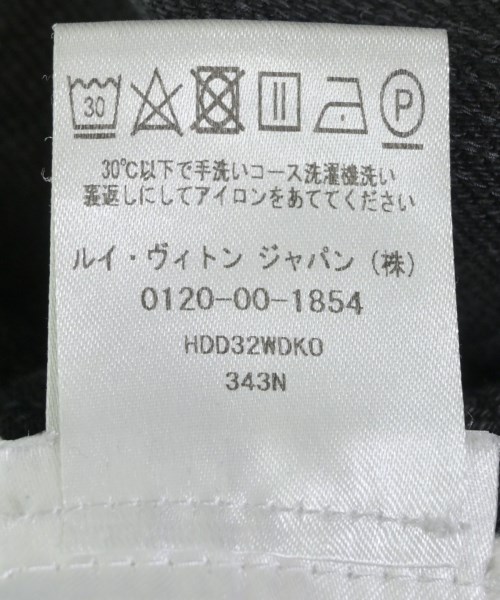 30 P
30℃以下で手洗いコース洗濯機洗い
裏返しにしてアイロンをあててください
ルイ・ヴィトン ジャパン（株）
0120-00-1854
HDD32WDKO
343N